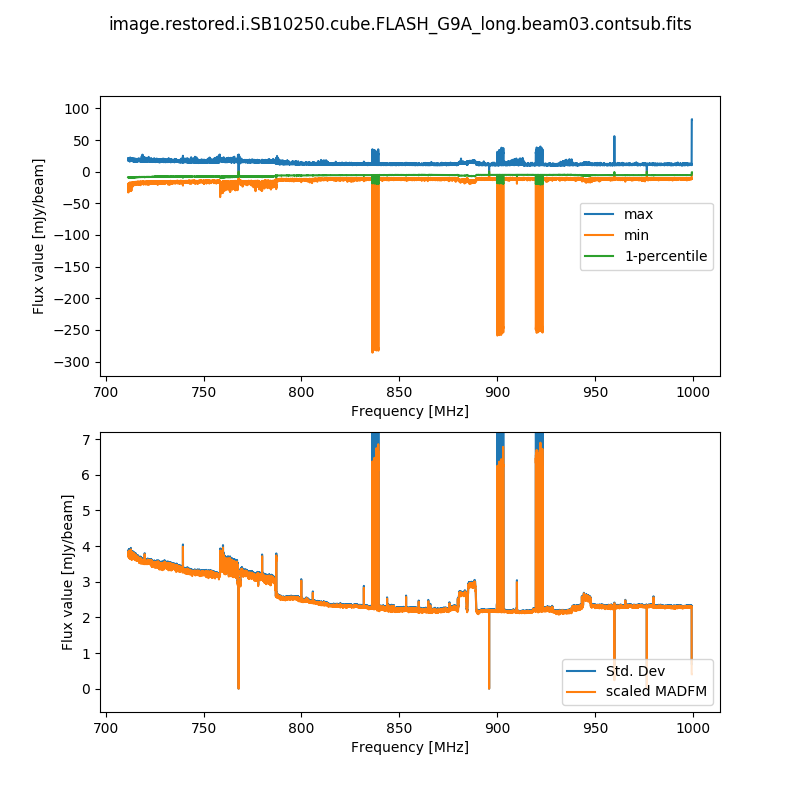 image.restored.i.SB10250.cube.FLASH_G9A_long.beam03.contsub.fits
100
50
0
−50
−100
−150
−200
−250
−300
Flux value [mJy/beam]
max
min
1-percentile
700 750 800 850 900 950 1000
Frequency [MHz]
7
6
5
4
3
2
1
0
Flux value [mJy/beam]
Std. Dev
scaled MADFM
700 750 800 850 900 950 1000
Frequency [MHz]